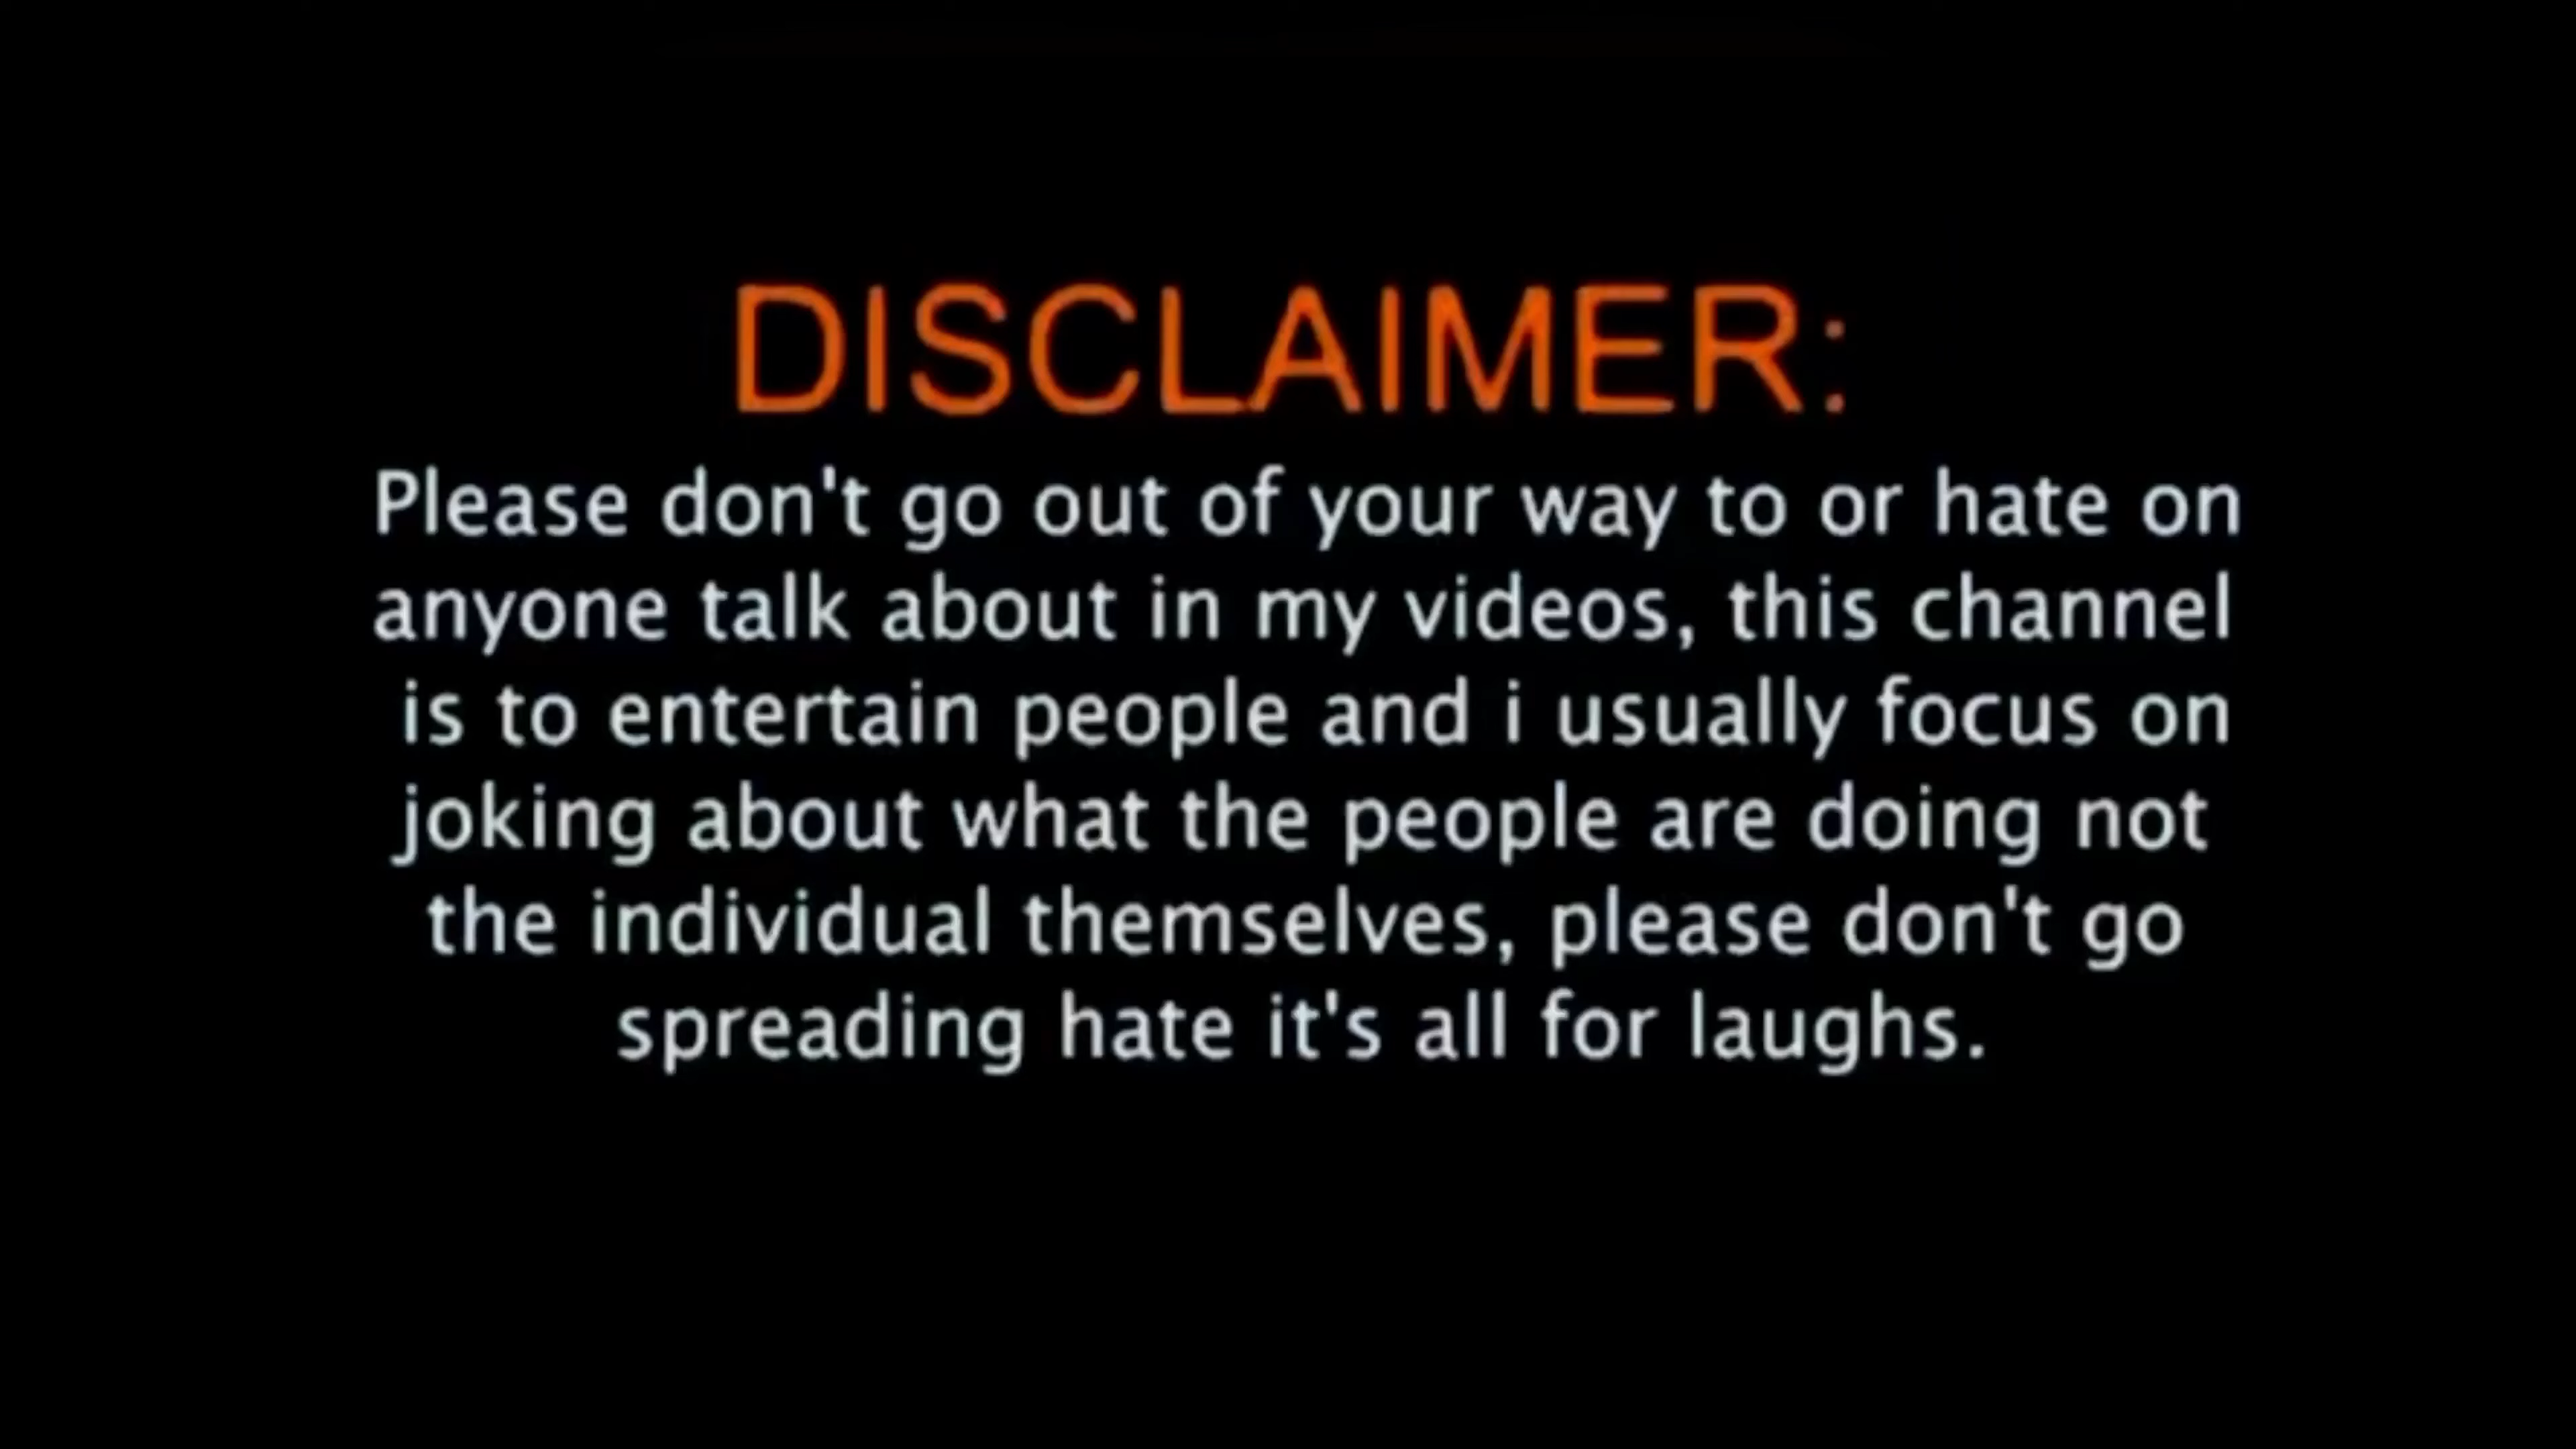 DISCLAIMER:
Please don't go out of your way to or hate on
anyone talk about in my videos, this channel
is to entertain people and i usually focus on
joking about what the people are doing not
the individual themselves, please don't go
spreading hate it's all for laughs.